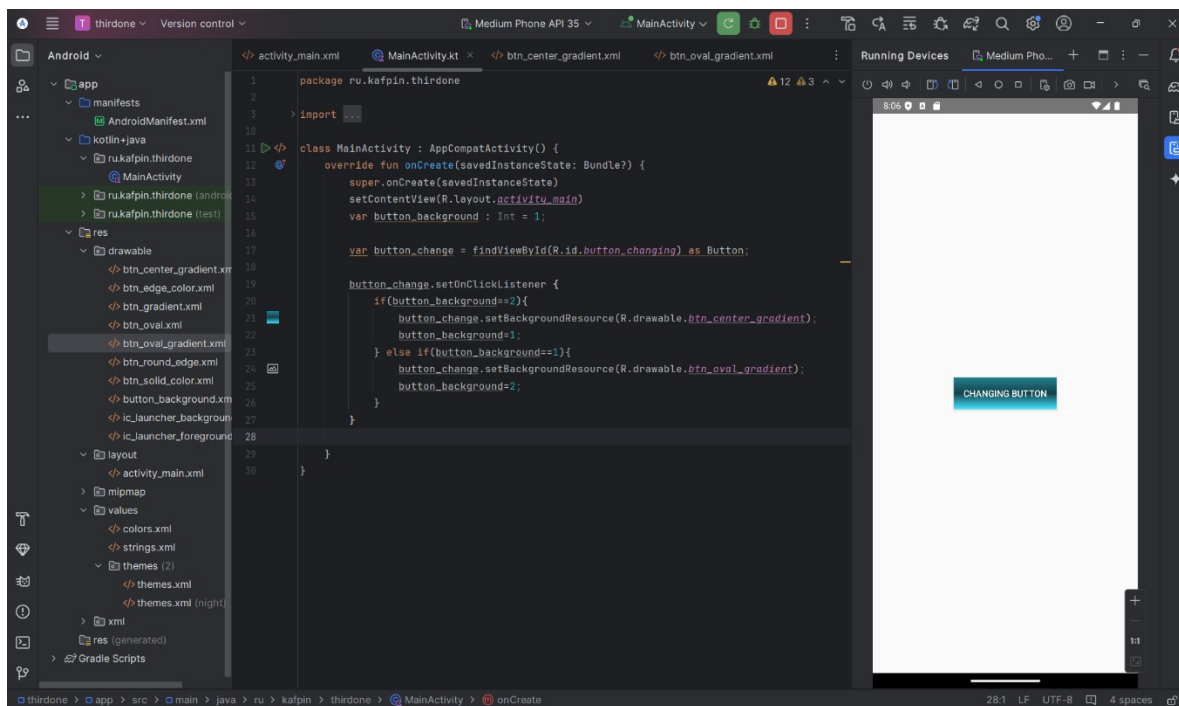 T thirdone Version control Medium Phone API 35 MainActivity
Android
app
manifests
AndroidManifest.xml
kotlin+java
ru.kafpin.thirdone
MainActivity
ru.kafpin.thirdone (androi
ru.kafpin.thirdone (test)
res
drawable
btn_center_gradient.xm
btn_edge_color.xml
btn_gradient.xml
btn_oval.xml
btn_oval_gradient.xml
btn_round_edge.xml
btn_solid_color.xml
button_background.xm
ic_launcher_backgroun
ic_launcher_foreground
layout
activity_main.xml
mipmap
values
colors.xml
strings.xml
themes (2)
themes.xml
themes.xml (night)
xml
res (generated)
Gradle Scripts
activity_main.xml MainActivity.kt btn_center_gradient.xml btn_oval_gradient.xml
12 3
1 package ru.kafpin.thirdone
2
3 import ...
10
11 class MainActivity : AppCompatActivity() {
12 override fun onCreate(savedInstanceState: Bundle?) {
13 super.onCreate(savedInstanceState)
14 setContentView(R.layout.activity_main)
15 var button_background : Int = 1;
16
17 var button_change = findViewById(R.id.button_changing) as Button;
18
19 button_change.setOnClickListener {
20 if(button_background==2){
21 button_change.setBackgroundResource(R.drawable.btn_center_gradient);
22 button_background=1;
23 } else if(button_background==1){
24 button_change.setBackgroundResource(R.drawable.btn_oval_gradient);
25 button_background=2;
26 }
27 }
28
29 }
30 }
Running Devices Medium Pho...
8:06
CHANGING BUTTON
1:1
thirdone > app > src > main > java > ru > kafpin > thirdone > MainActivity > onCreate 28:1 LF UTF-8 4 spaces